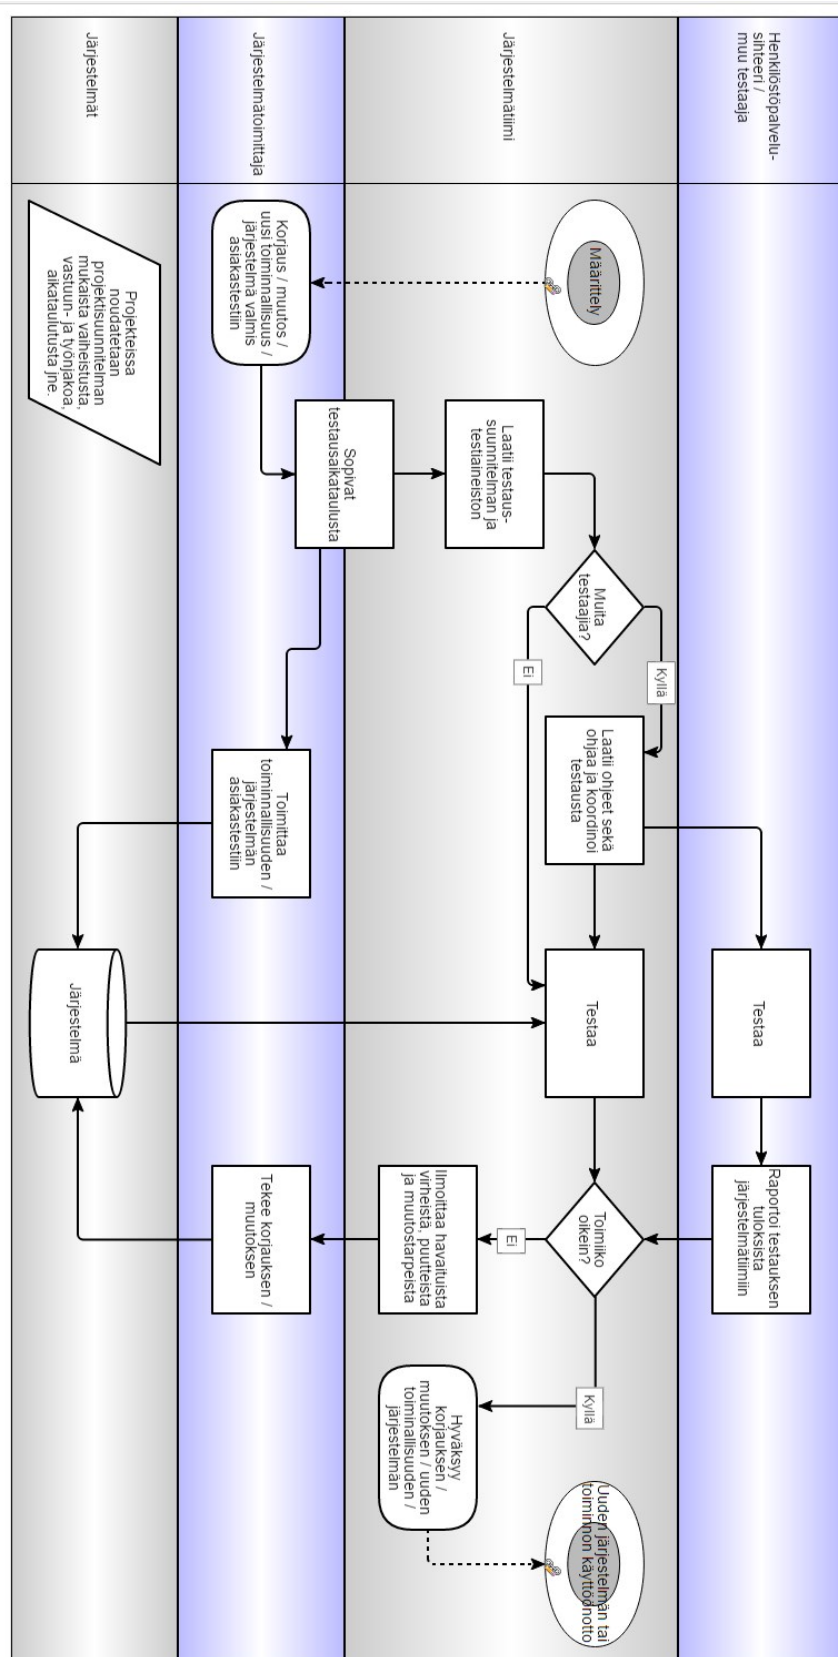 Henkilöstöpalvelu-
sihteeri /
muu testaaja
Järjestelmätiimi
Järjestelmätoimittaja
Järjestelmät
Testaa
Raportoi testauksen
tuloksista
järjestelmätiimiin
Määrittely
Laatii testaus-
suunnitelman ja
testiaineiston
Muita
testaajia?
Kyllä
Ei
Laatii ohjeet sekä
ohjaa ja koordinoi
testausta
Testaa
Toimiiko
oikein?
Ei
Kyllä
Ilmoittaa havaituista
virheistä, puutteista
ja muutostarpeista
Hyväksyy
korjauksen /
muutoksen / uuden
toiminallisuuden /
järjestelmän
Uuden järjestelmän tai
toiminnon käyttöönotto
Korjaus / muutos /
uusi toiminnallisuus /
järjestelmä valmis
asiakastestiin
Sopivat
testausaikataulusta
Toimittaa
toiminnallisuuden /
järjestelmän
asiakastestiin
Tekee korjauksen /
muutoksen
Projekteissa
noudatetaan
projektisuunnitelman
mukaista vaiheistusta,
vastuun- ja työnjakoa,
aikataulutusta jne.
Järjestelmä